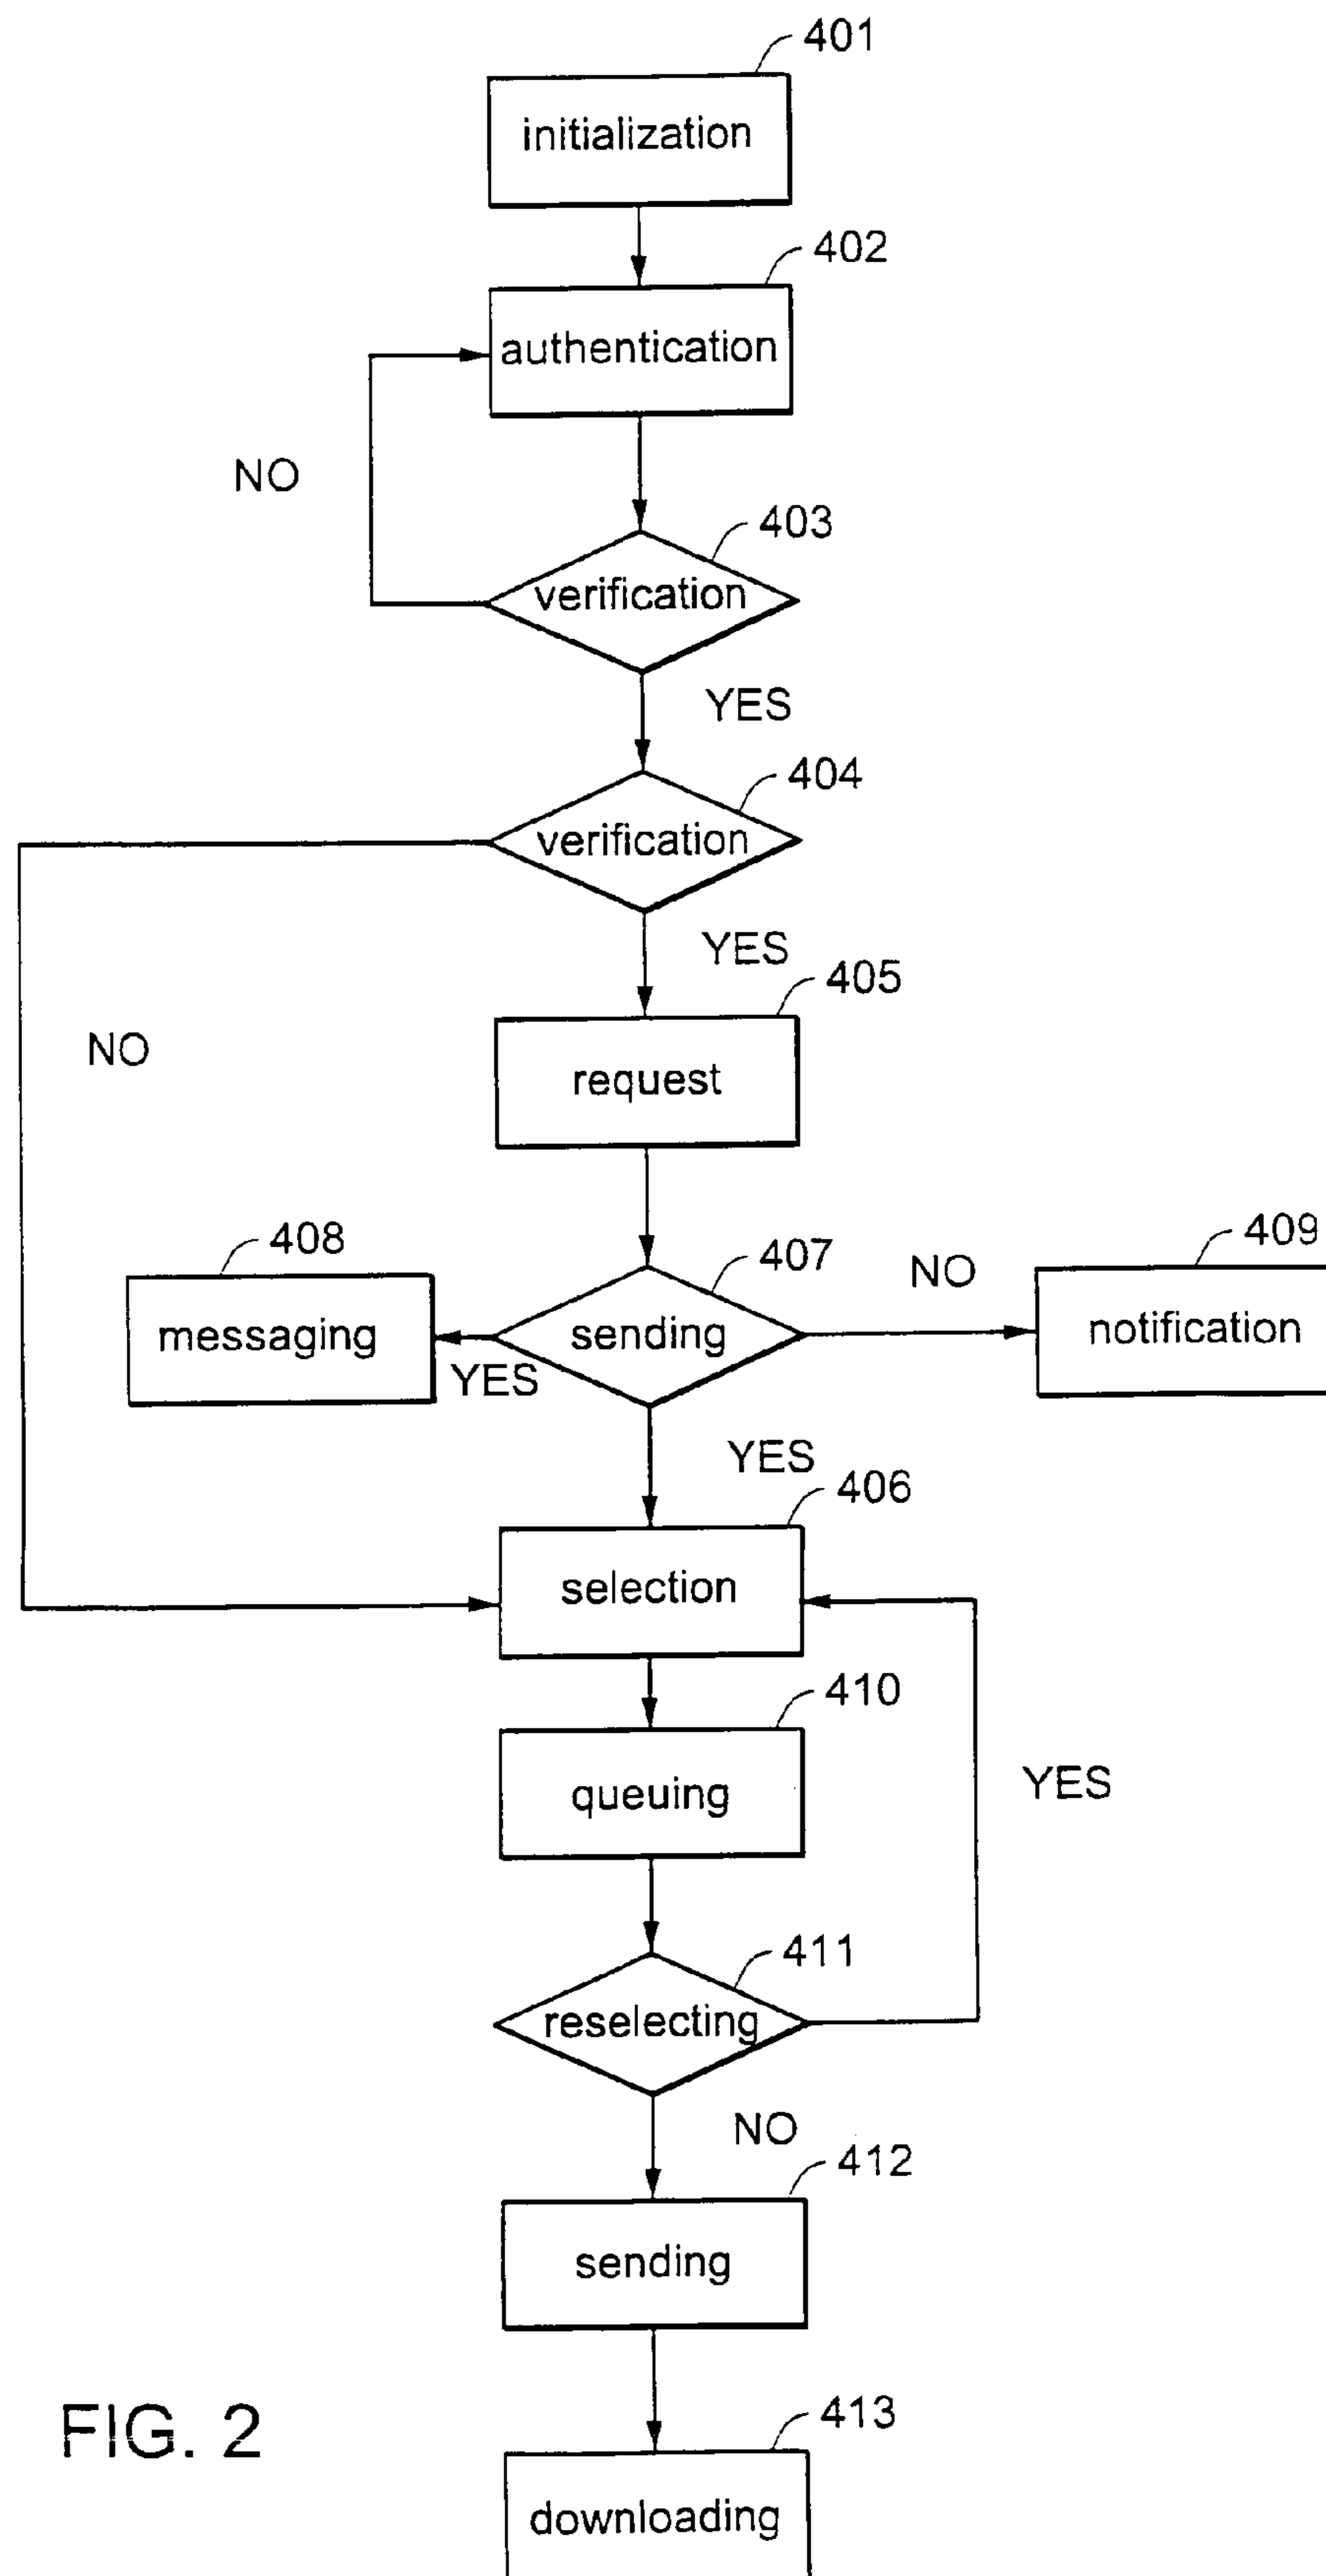 401
initialization
402
authentication
NO
403
verification
YES
404
verification
YES
405
request
NO
408
messaging
407
sending
YES
NO
409
notification
YES
406
selection
410
queuing
YES
411
reselecting
NO
412
sending
413
downloading
FIG. 2